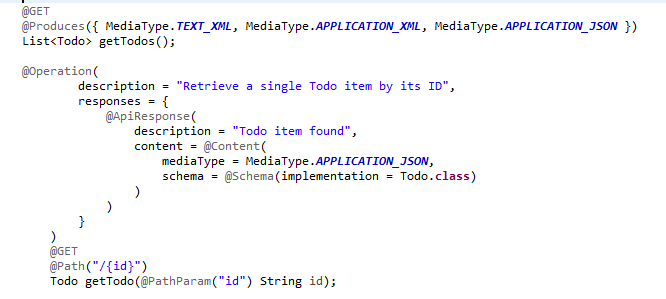 @GET
@Produces({ MediaType.TEXT_XML, MediaType.APPLICATION_XML, MediaType.APPLICATION_JSON })
List<Todo> getTodos();
@Operation(
description = "Retrieve a single Todo item by its ID",
responses = {
@ApiResponse(
description = "Todo item found",
content = @Content(
mediaType = MediaType.APPLICATION_JSON,
schema = @Schema(implementation = Todo.class)
)
)
}
)
@GET
@Path("/{id}")
Todo getTodo(@PathParam("id") String id);